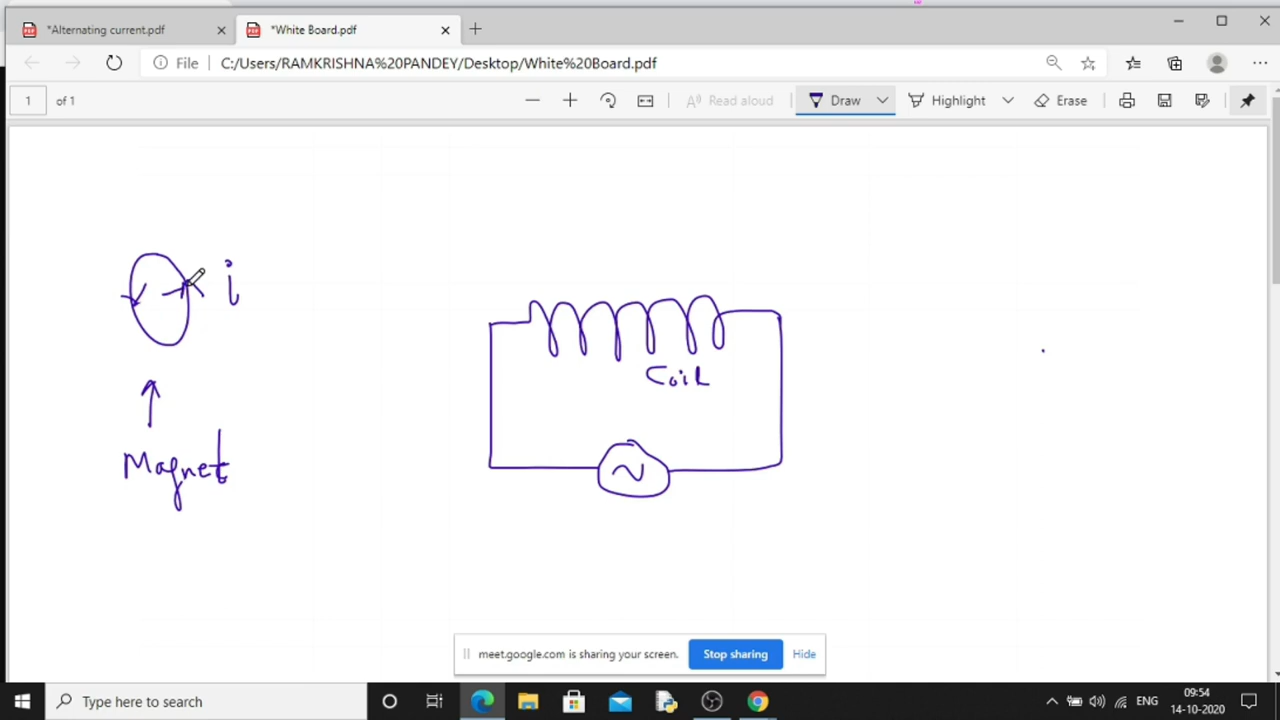 *Alternating current.pdf
*White Board.pdf
File C:/Users/RAMKRISHNA%20PANDEY/Desktop/White%20Board.pdf
1 of 1 Read aloud Draw Highlight Erase
i
Coil
Magnet
~
meet.google.com is sharing your screen. Stop sharing Hide
Type here to search
ENG
09:54
14-10-2020